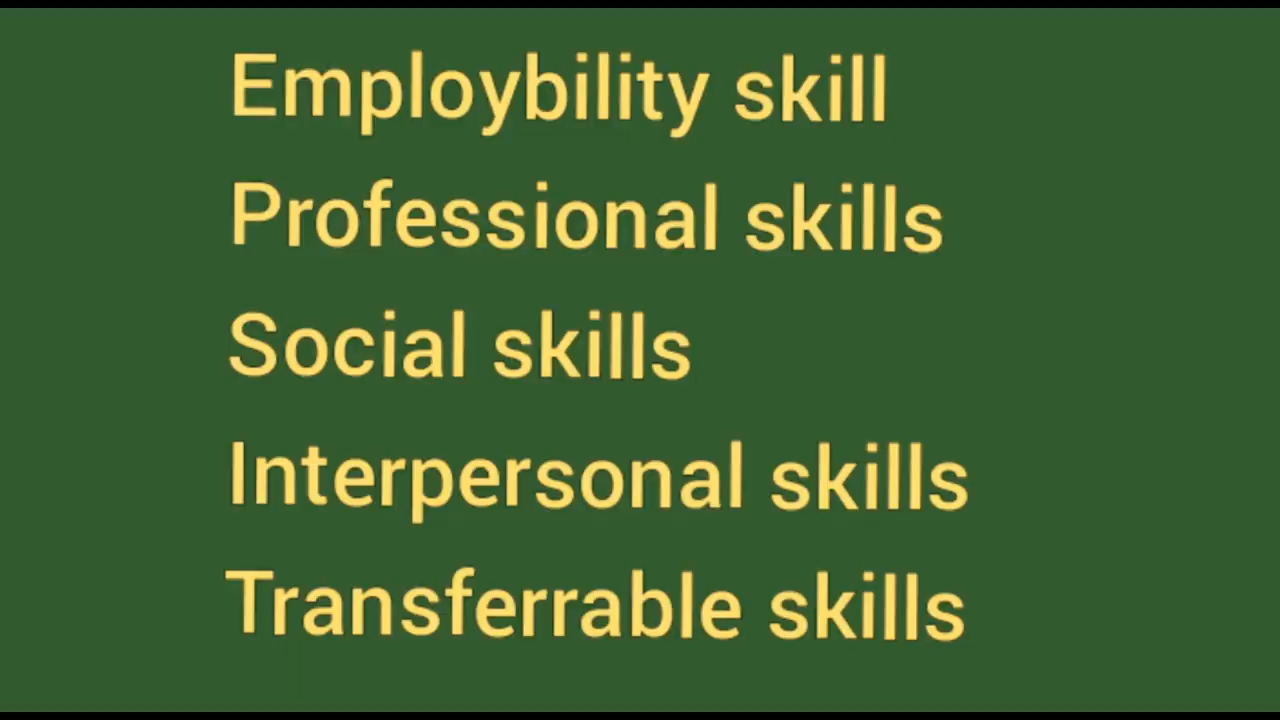 Employbility skill
Professional skills
Social skills
Interpersonal skills
Transferrable skills